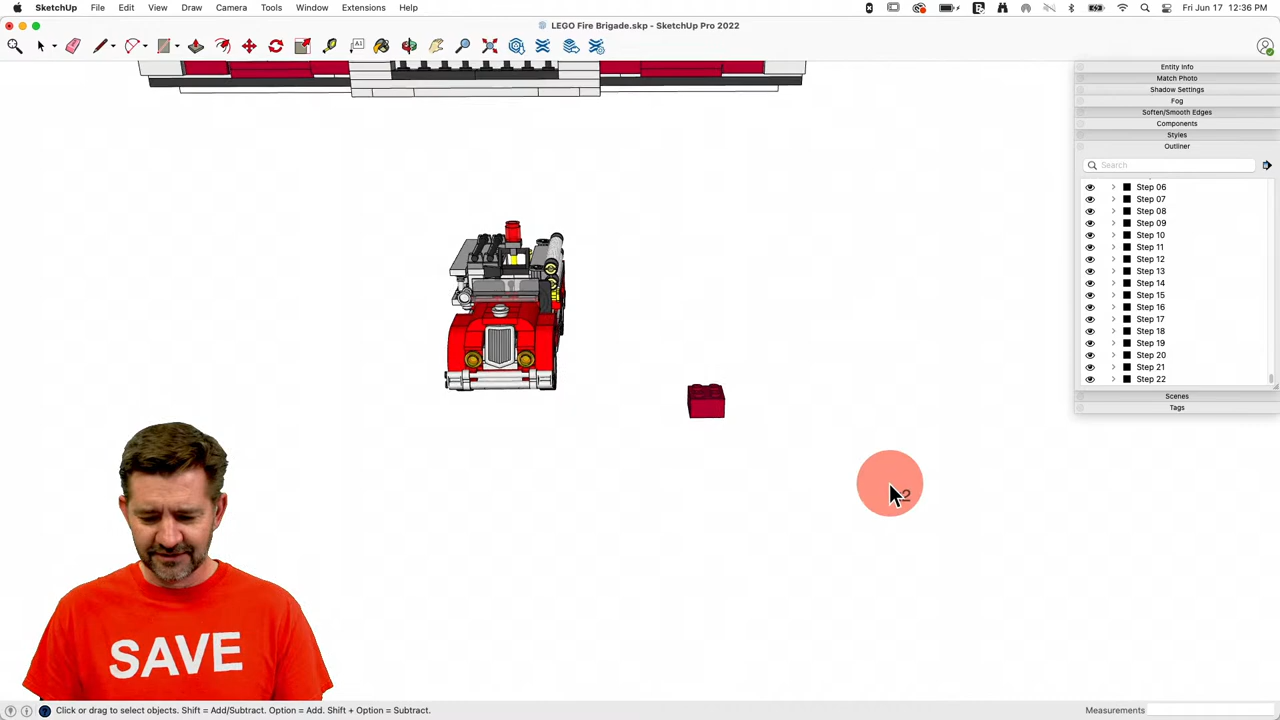 SketchUp File Edit View Draw Camera Tools Window Extensions Help
Fri Jun 17 12:36 PM
LEGO Fire Brigade.skp - SketchUp Pro 2022
Entity Info
Match Photo
Shadow Settings
Fog
Soften/Smooth Edges
Components
Styles
Outliner
Search
Step 06
Step 07
Step 08
Step 09
Step 10
Step 11
Step 12
Step 13
Step 14
Step 15
Step 16
Step 17
Step 18
Step 19
Step 20
Step 21
Step 22
Scenes
Tags
SAVE
Click or drag to select objects. Shift = Add/Subtract. Option = Add. Shift + Option = Subtract.
Measurements